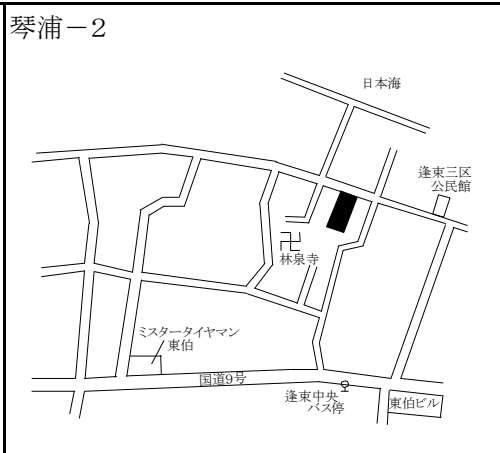 琴浦－2
日本海
逢束三区
公民館
林泉寺
ミスタータイヤマン
東伯
国道9号
逢束中央
バス停
東伯ビル